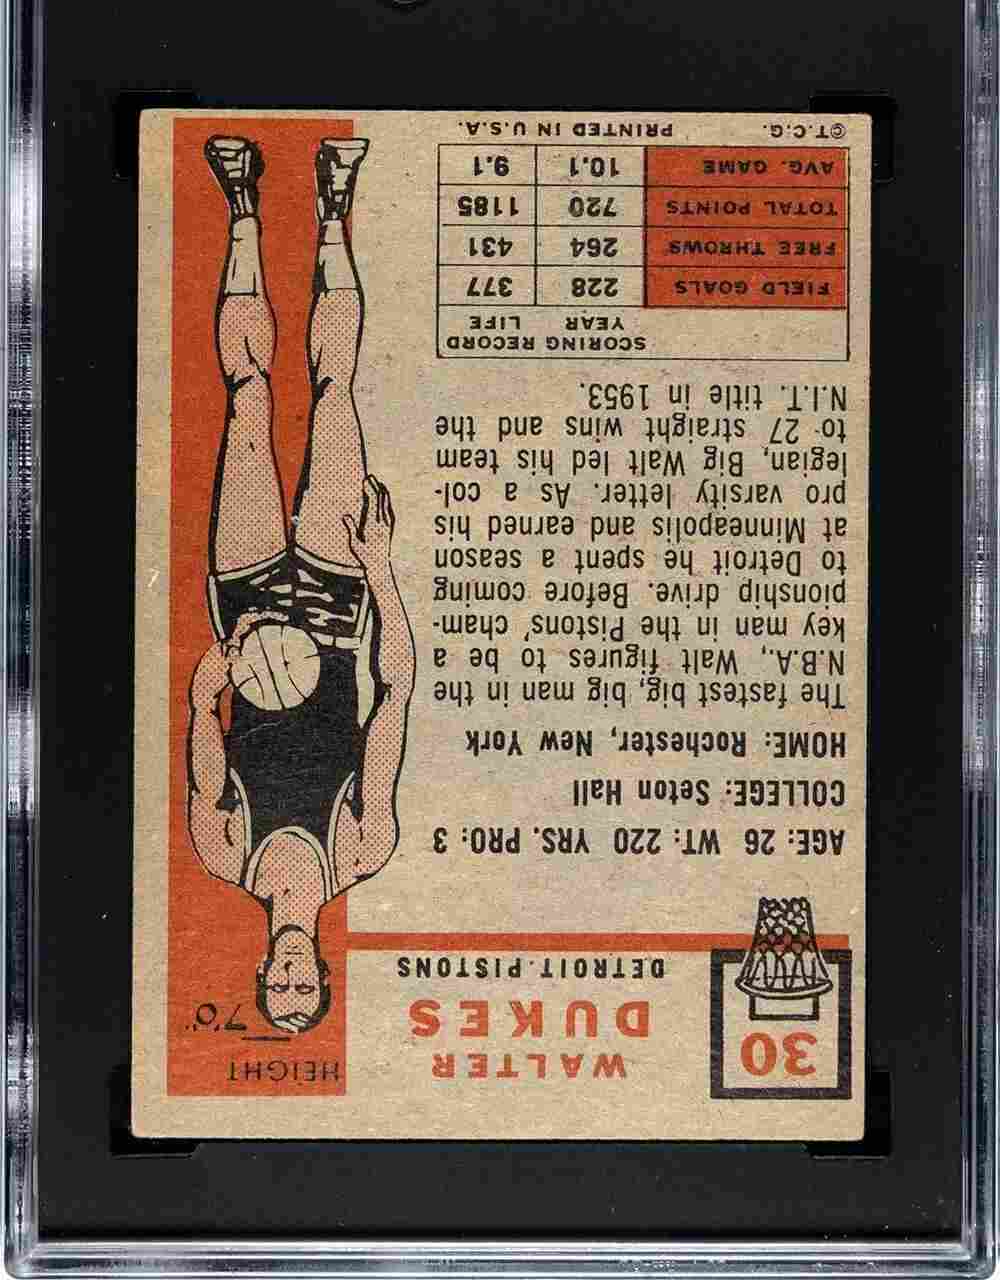 30
WALTER
DUKES
DETROIT·PISTONS
HEIGHT
7'0"
AGE: 26 WT: 220 YRS. PRO: 3
COLLEGE: Seton Hall
HOME: Rochester, New York
The fastest big, big man in the
N.B.A., Walt figures to be a
key man in the Pistons' cham-
pionship drive. Before coming
to Detroit he spent a season
at Minneapolis and earned his
pro varsity letter. As a col-
legian, Big Walt led his team
to 27 straight wins and the
N.I.T. title in 1953.
SCORING RECORD
YEAR LIFE
FIELD GOALS 228 377
FREE THROWS 264 431
TOTAL POINTS 720 1185
AVG. GAME 10.1 9.1
©T.C.G. PRINTED IN U.S.A.